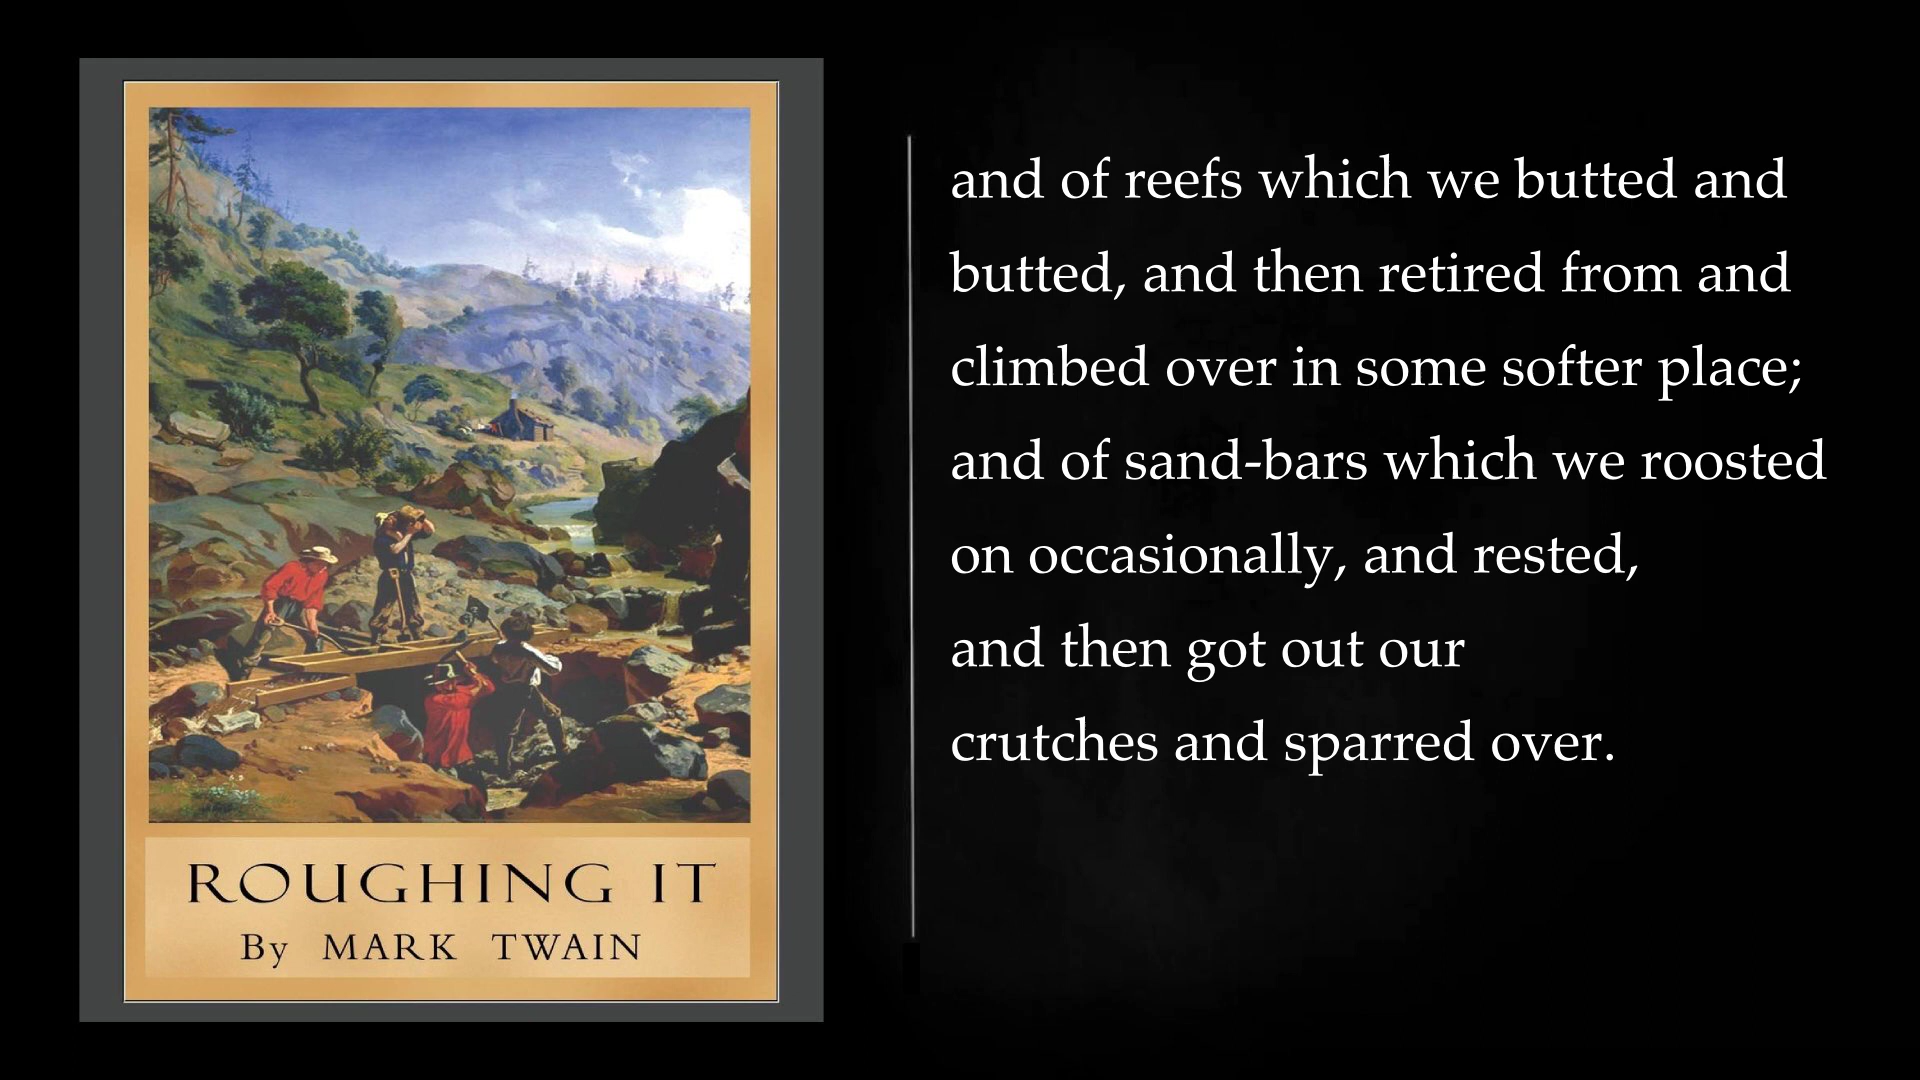 ROUGHING IT
By MARK TWAIN
and of reefs which we butted and
butted, and then retired from and
climbed over in some softer place;
and of sand-bars which we roosted
on occasionally, and rested,
and then got out our
crutches and sparred over.